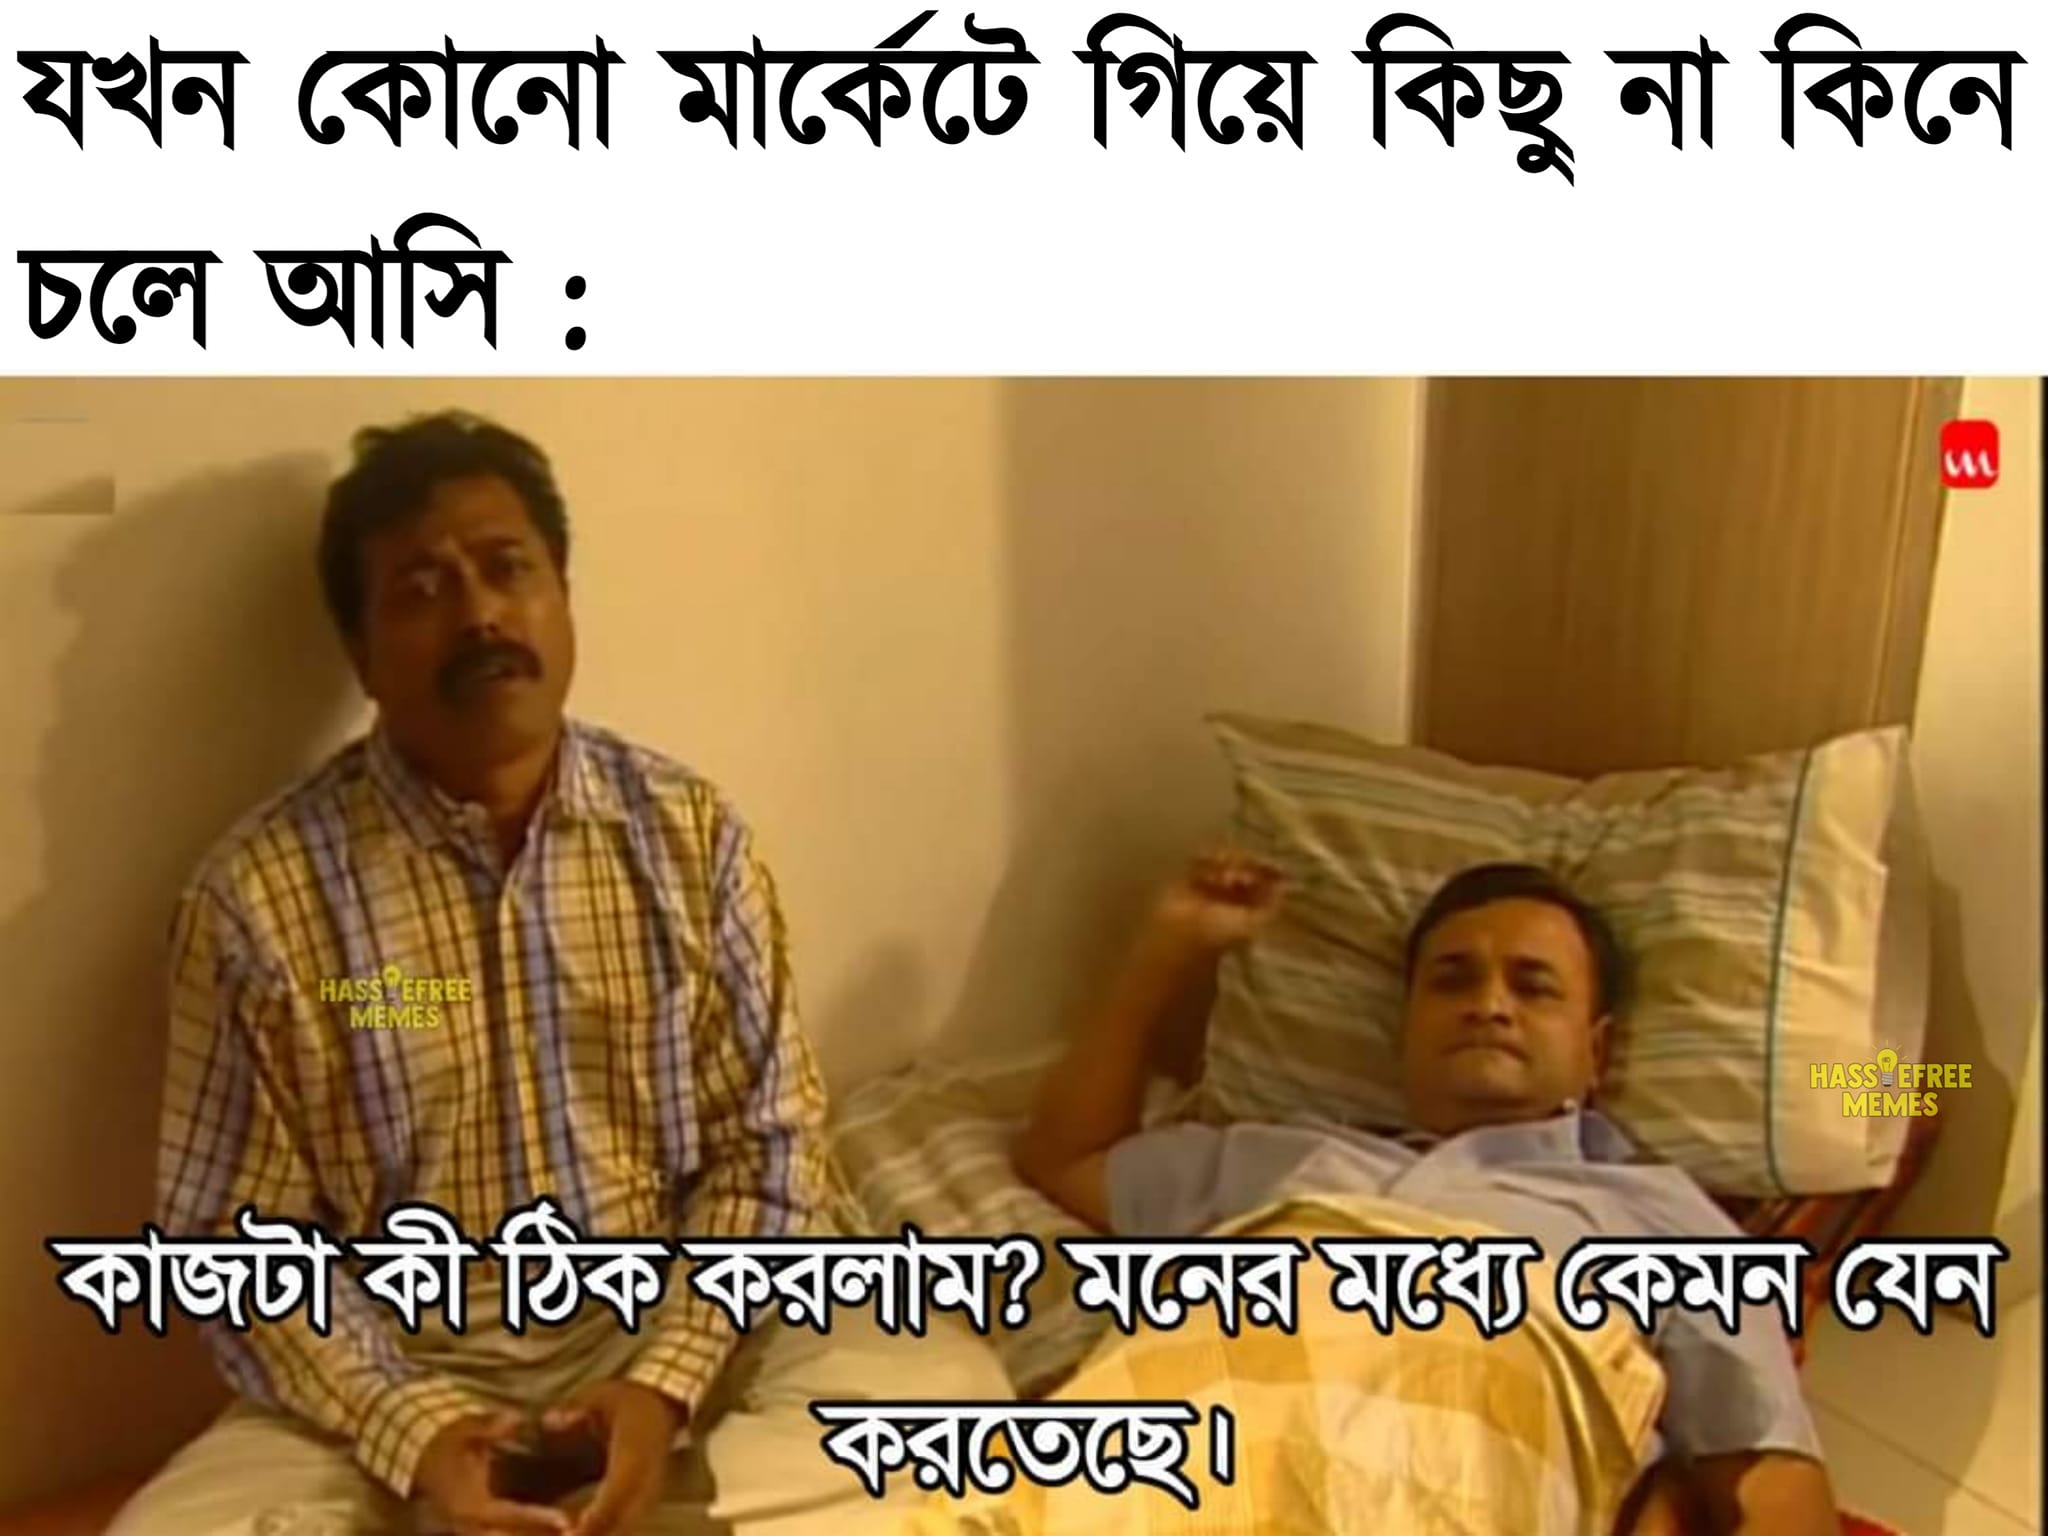 যখন কোনো মার্কেটে গিয়ে কিছু না কিনে
চলে আসি :
HASSLEFREE
MEMES
HASSLEFREE
MEMES
কাজটা কী ঠিক করলাম? মনের মধ্যে কেমন যেন
করতেছে।